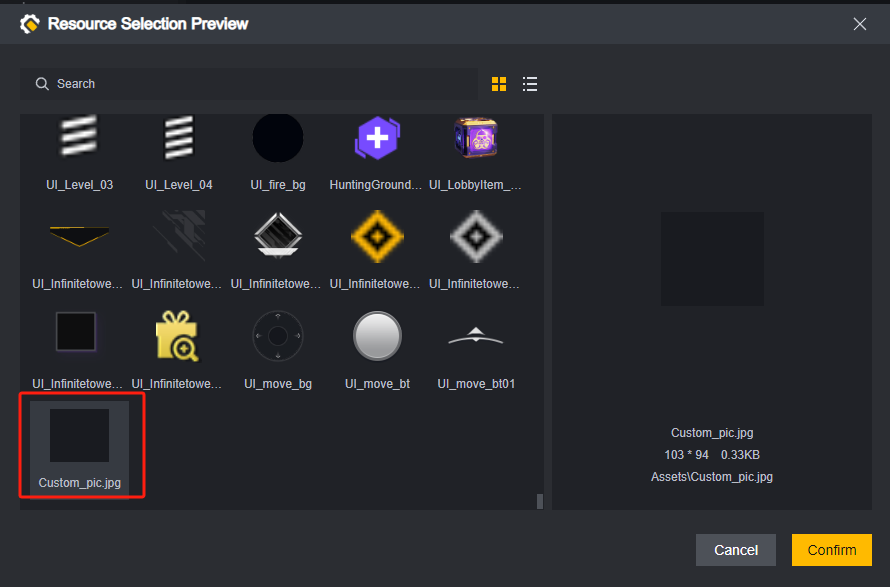 Resource Selection Preview
Search
UI_Level_03 UI_Level_04 UI_fire_bg HuntingGround... UI_LobbyItem_...
UI_Infinitetowe... UI_Infinitetowe... UI_Infinitetowe... UI_Infinitetowe... UI_Infinitetowe...
UI_Infinitetowe... UI_Infinitetowe... UI_move_bg UI_move_bt UI_move_bt01
Custom_pic.jpg
Custom_pic.jpg
103 * 94 0.33KB
Assets\Custom_pic.jpg
Cancel Confirm